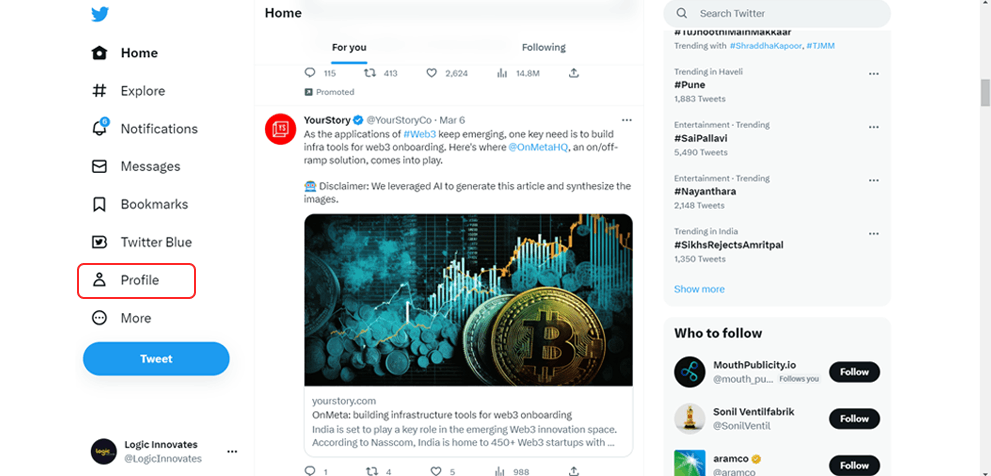 Home
Explore
6
Notifications
Messages
Bookmarks
Twitter Blue
Profile
More
Tweet
Logic Innovates
@LogicInnovates
Home
For you
Following
115 413 2,624 14.8M
Promoted
YourStory @YourStoryCo · Mar 6
As the applications of #Web3 keep emerging, one key need is to build
infra tools for web3 onboarding. Here's where @OnMetaHQ, an on/off-
ramp solution, comes into play.
Disclaimer: We leveraged AI to generate this article and synthesize the
images.
yourstory.com
OnMeta: building infrastructure tools for web3 onboarding
India is set to play a key role in the emerging Web3 innovation space.
According to Nasscom, India is home to 450+ Web3 startups with ...
1 4 5 988
Search Twitter
#TuJhoothiMainMakkaar
Trending with #ShraddhaKapoor, #TJMM
Trending in Haveli
#Pune
1,883 Tweets
Entertainment · Trending
#SaiPallavi
5,490 Tweets
Entertainment · Trending
#Nayanthara
2,148 Tweets
Trending in India
#SikhsRejectsAmritpal
1,350 Tweets
Show more
Who to follow
MouthPublicity.io
@mouth_pu... Follows you
Follow
Sonil Ventilfabrik
@SonilVentil
Follow
aramco
@aramco
Follow